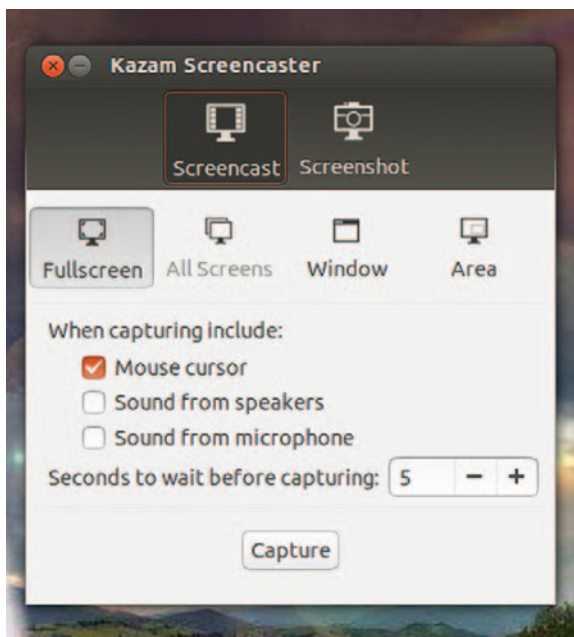 Kazam Screencaster
Screencast Screenshot
Fullscreen All Screens Window Area
When capturing include:
Mouse cursor
Sound from speakers
Sound from microphone
Seconds to wait before capturing: 5 - +
Capture